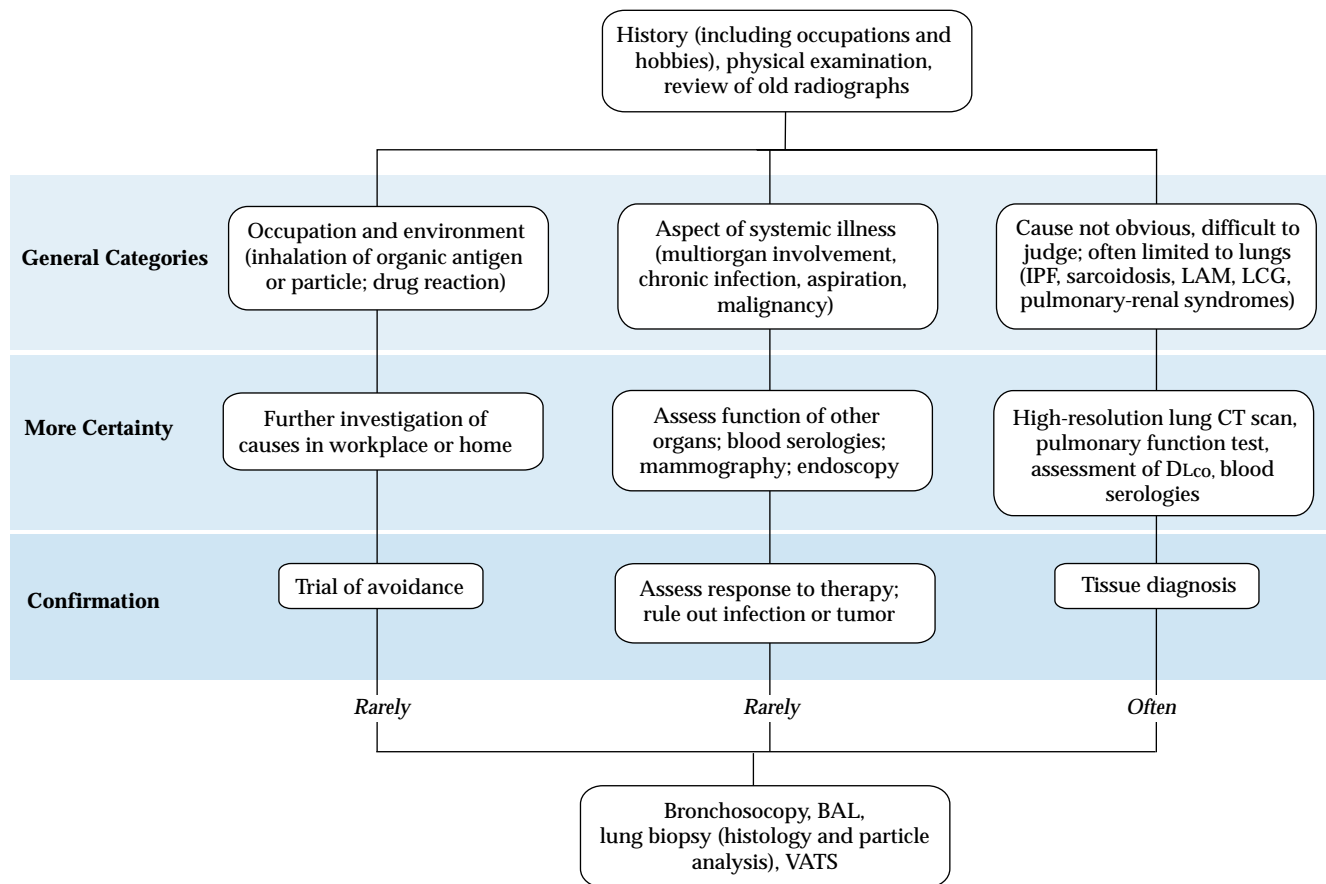 History (including occupations and
hobbies), physical examination,
review of old radiographs
General Categories
Occupation and environment
(inhalation of organic antigen
or particle; drug reaction)
Aspect of systemic illness
(multiorgan involvement,
chronic infection, aspiration,
malignancy)
Cause not obvious, difficult to
judge; often limited to lungs
(IPF, sarcoidosis, LAM, LCG,
pulmonary-renal syndromes)
More Certainty
Further investigation of
causes in workplace or home
Assess function of other
organs; blood serologies;
mammography; endoscopy
High-resolution lung CT scan,
pulmonary function test,
assessment of DLco, blood
serologies
Confirmation
Trial of avoidance
Assess response to therapy;
rule out infection or tumor
Tissue diagnosis
Rarely
Rarely
Often
Bronchosocopy, BAL,
lung biopsy (histology and particle
analysis), VATS